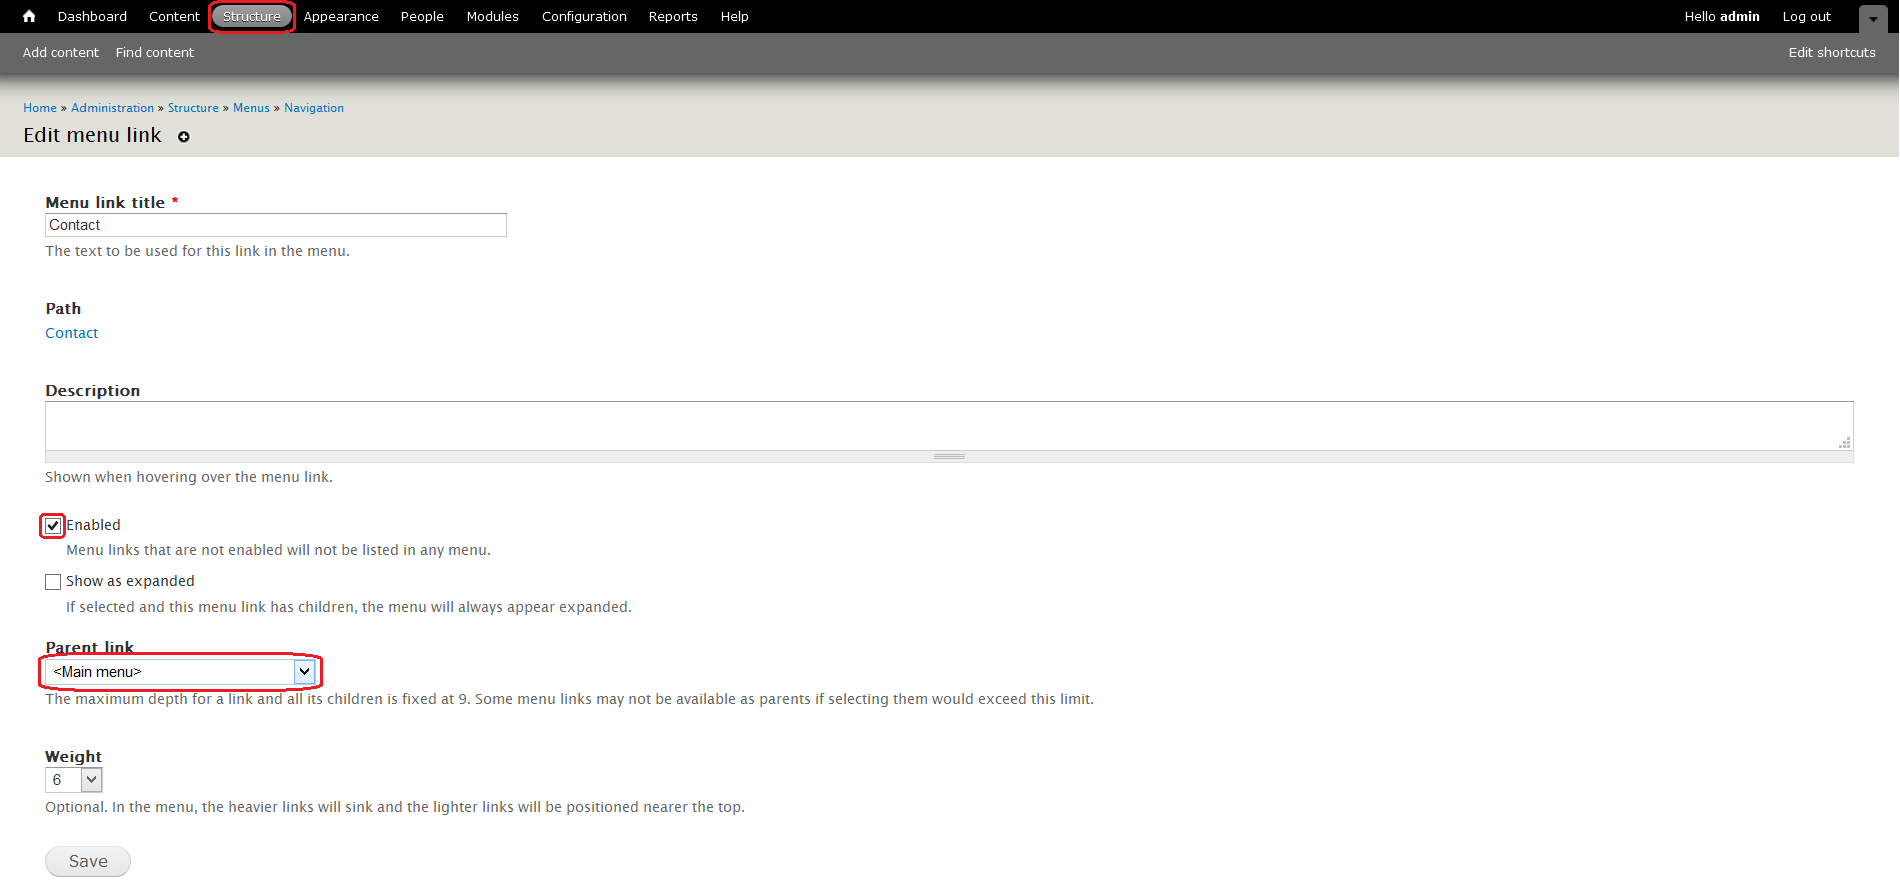 Dashboard Content Structure Appearance People Modules Configuration Reports Help Hello admin Log out
Add content Find content Edit shortcuts
Home » Administration » Structure » Menus » Navigation
Edit menu link
Menu link title *
Contact
The text to be used for this link in the menu.
Path
Contact
Description
Shown when hovering over the menu link.
Enabled
Menu links that are not enabled will not be listed in any menu.
Show as expanded
If selected and this menu link has children, the menu will always appear expanded.
Parent link
<Main menu>
The maximum depth for a link and all its children is fixed at 9. Some menu links may not be available as parents if selecting them would exceed this limit.
Weight
6
Optional. In the menu, the heavier links will sink and the lighter links will be positioned nearer the top.
Save